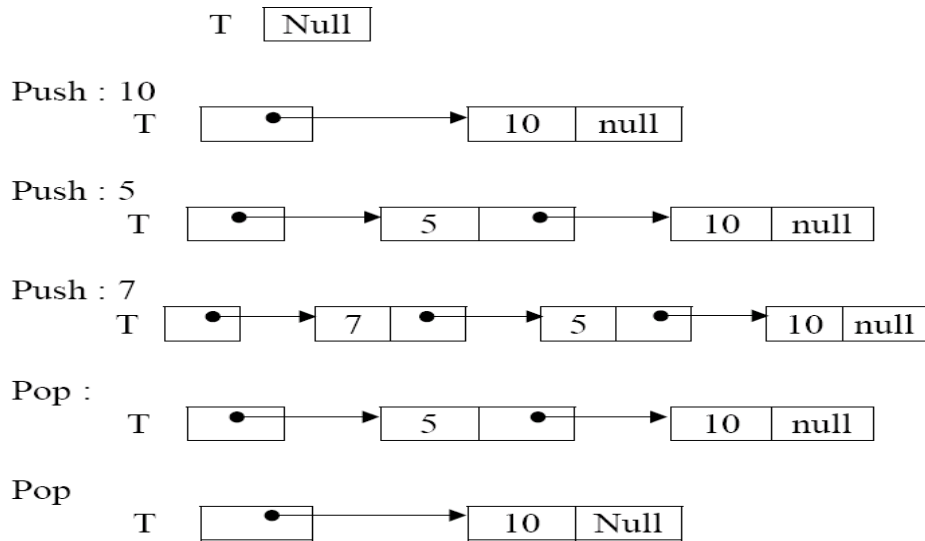 T Null
Push : 10
T 10 null
Push : 5
T 5 10 null
Push : 7
T 7 5 10 null
Pop :
T 5 10 null
Pop
T 10 Null